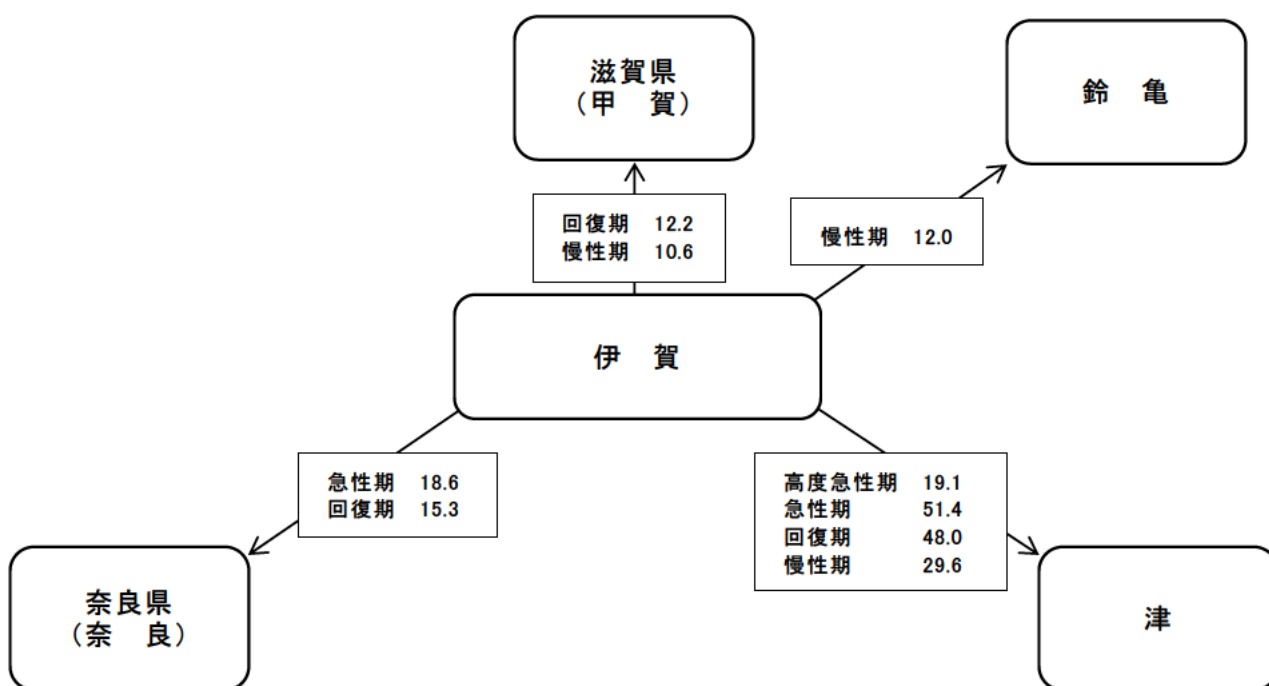 滋賀県
（甲　賀）
鈴　亀
回復期　12.2
慢性期　10.6
慢性期　12.0
伊　賀
急性期　18.6
回復期　15.3
高度急性期　19.1
急性期　51.4
回復期　48.0
慢性期　29.6
奈良県
（奈　良）
津